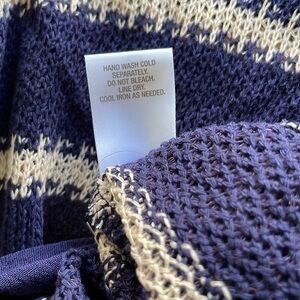 HAND WASH COLD
SEPARATELY.
DO NOT BLEACH.
LINE DRY.
COOL IRON AS NEEDED.